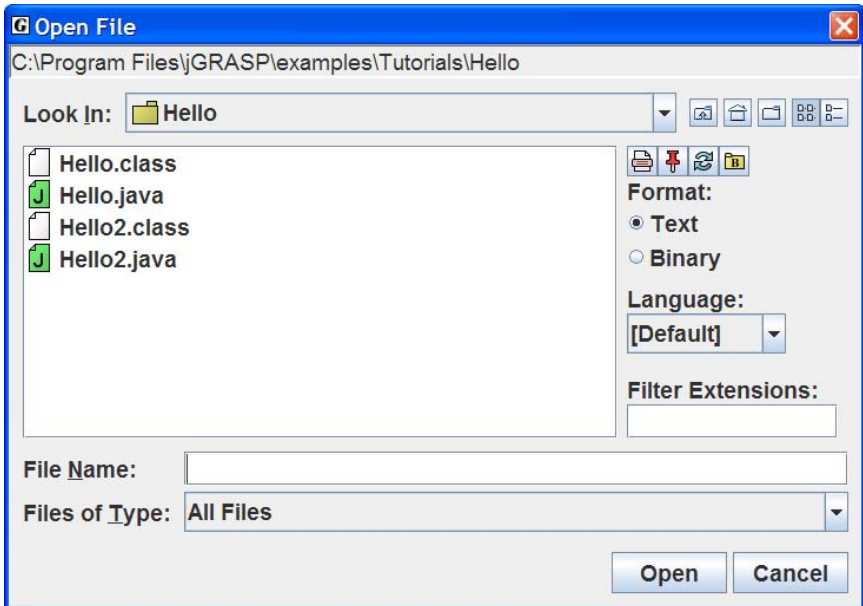 G Open File
C:\Program Files\jGRASP\examples\Tutorials\Hello
Look In: Hello
Hello.class
J Hello.java
Hello2.class
J Hello2.java
B
Format:
Text
Binary
Language:
[Default]
Filter Extensions:
File Name:
Files of Type: All Files
Open Cancel